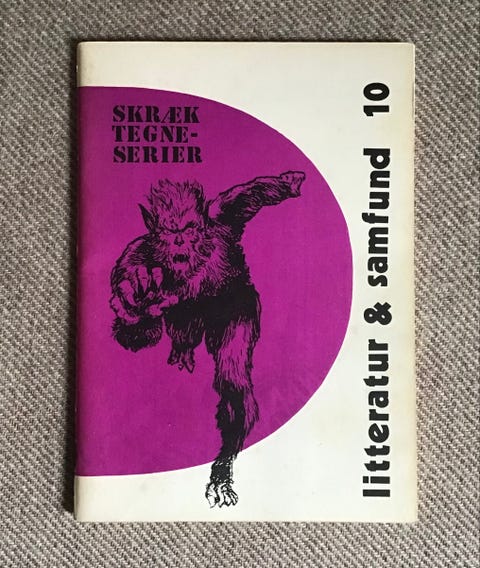 SKRÆK
TEGNE-
SERIER
litteratur & samfund 10